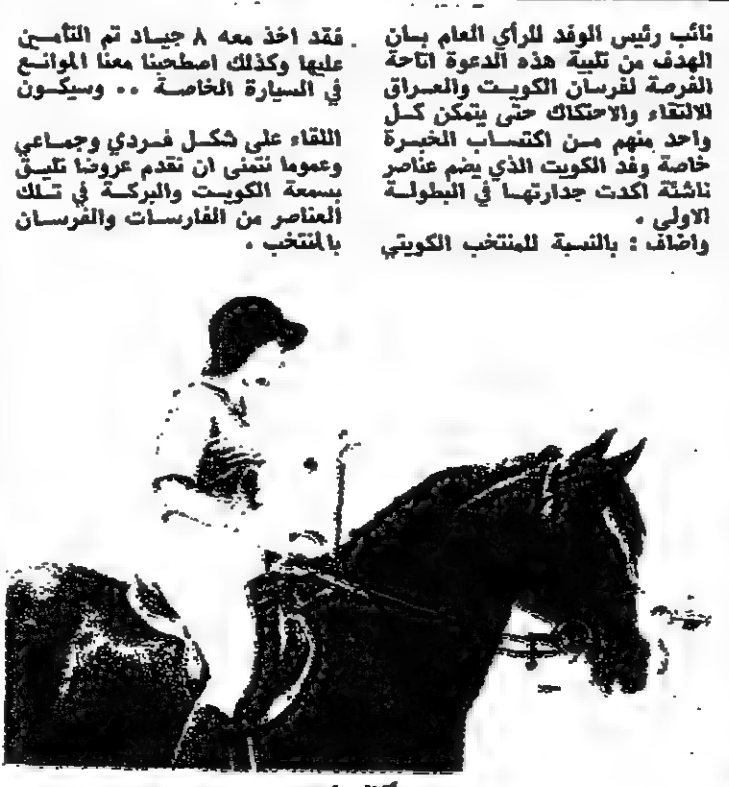 نائب رئيس الوفد للرأي العام بـان
الهدف من تلبية هذه الدعوة اتاحة
الفرصة لفرسان الكويت والعراق
للالتقاء والاحتكاك حتى يتمكن كل
واحد منهم من اكتساب الخبرة
خاصة وفد الكويت الذي يضم عناصر
ناشئة اكدت جدارتها في البطولة
الاولى .
واضاف : بالنسبة للمنتخب الكويتي
فقد اخذ معه ٨ جياد تم التأمين
عليها وكذلك اصطحبنا معنا الموانع
في السيارة الخاصة .. وسيكون
اللقاء على شكل فردي وجماعي
وعموما نتمنى ان نقدم عروضا تليق
بسمعة الكويت والبركة في تلك
العناصر من الفارسات والفرسان
بالمنتخب .